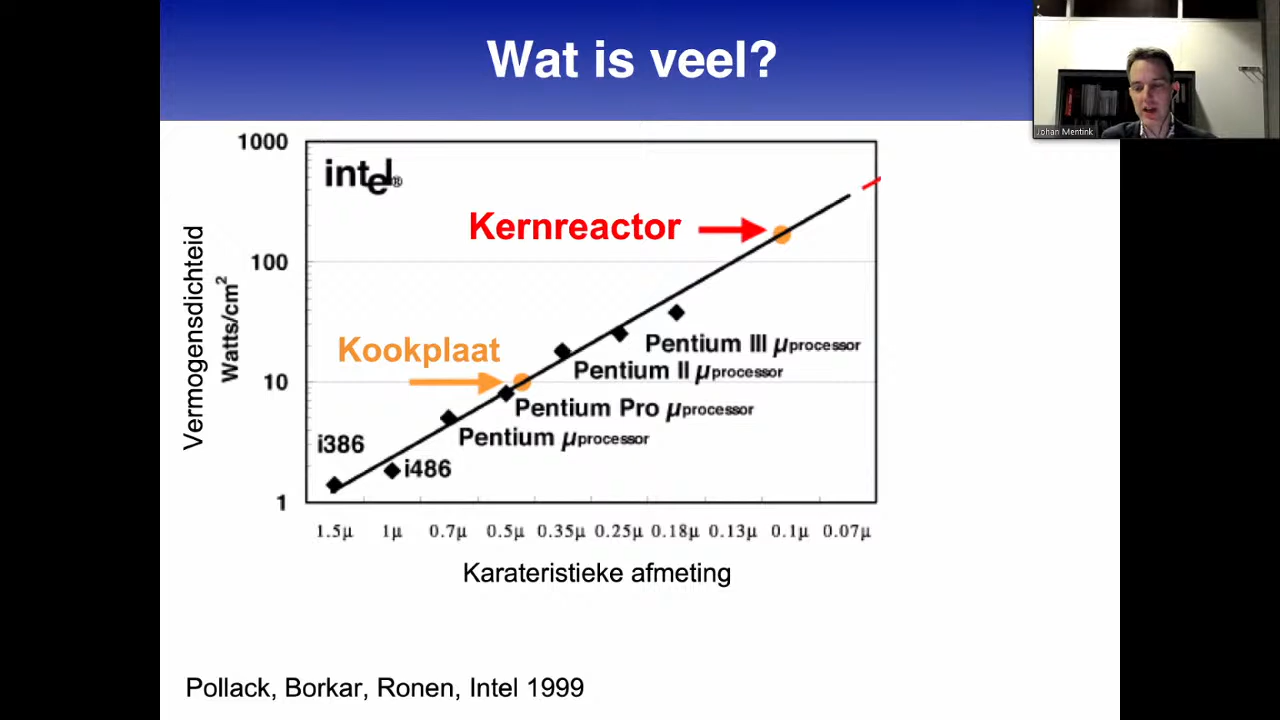 Wat is veel?
Johan Mentink
1000
intel®
Kernreactor
100
Vermogensdichteid
Watts/cm²
Pentium III µprocessor
Kookplaat
Pentium II µprocessor
10
Pentium Pro µprocessor
Pentium µprocessor
i386
i486
1
1.5µ 1µ 0.7µ 0.5µ 0.35µ 0.25µ 0.18µ 0.13µ 0.1µ 0.07µ
Karateristieke afmeting
Pollack, Borkar, Ronen, Intel 1999